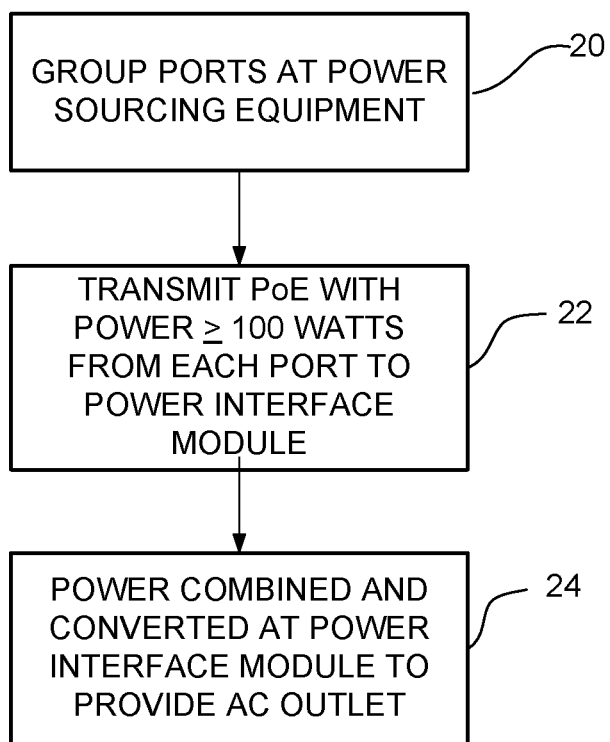 GROUP PORTS AT POWER
SOURCING EQUIPMENT
20
TRANSMIT PoE WITH
POWER ≥ 100 WATTS
FROM EACH PORT TO
POWER INTERFACE
MODULE
22
POWER COMBINED AND
CONVERTED AT POWER
INTERFACE MODULE TO
PROVIDE AC OUTLET
24